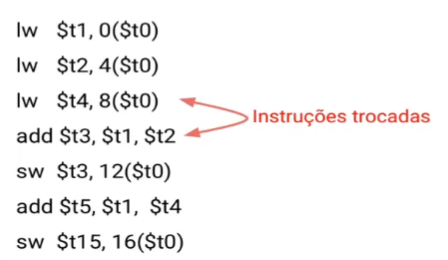 lw $t1, 0($t0)
lw $t2, 4($t0)
lw $t4, 8($t0)
Instruções trocadas
add $t3, $t1, $t2
sw $t3, 12($t0)
add $t5, $t1, $t4
sw $t15, 16($t0)